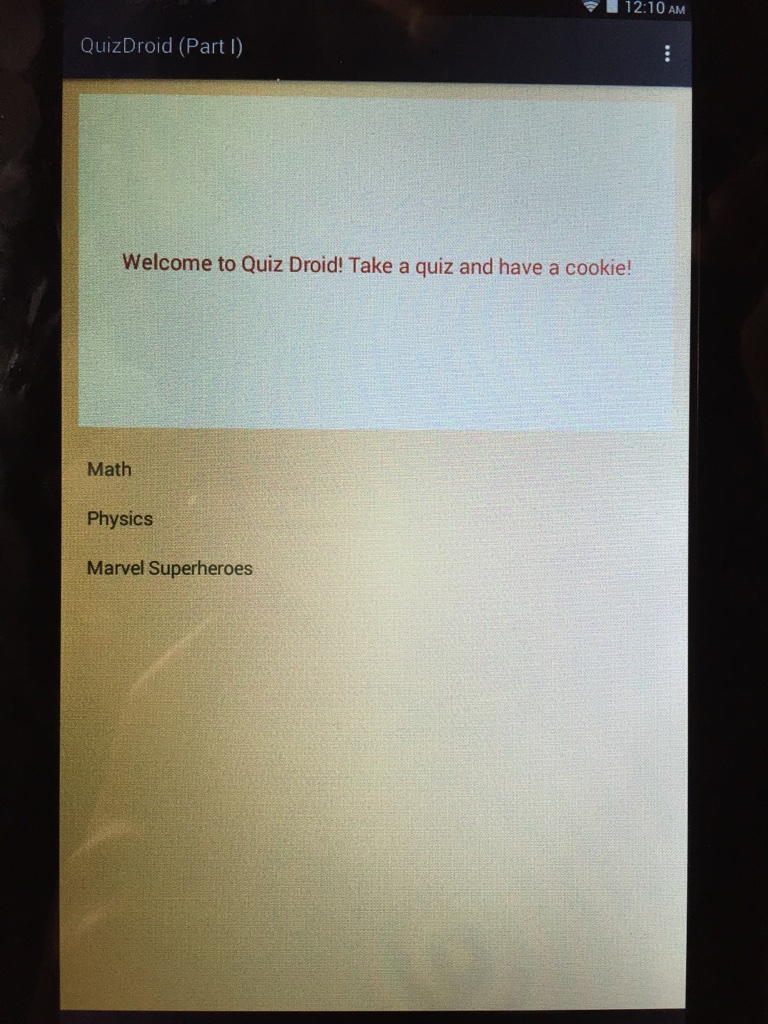 12:10 AM
QuizDroid (Part I)
Welcome to Quiz Droid! Take a quiz and have a cookie!
Math
Physics
Marvel Superheroes